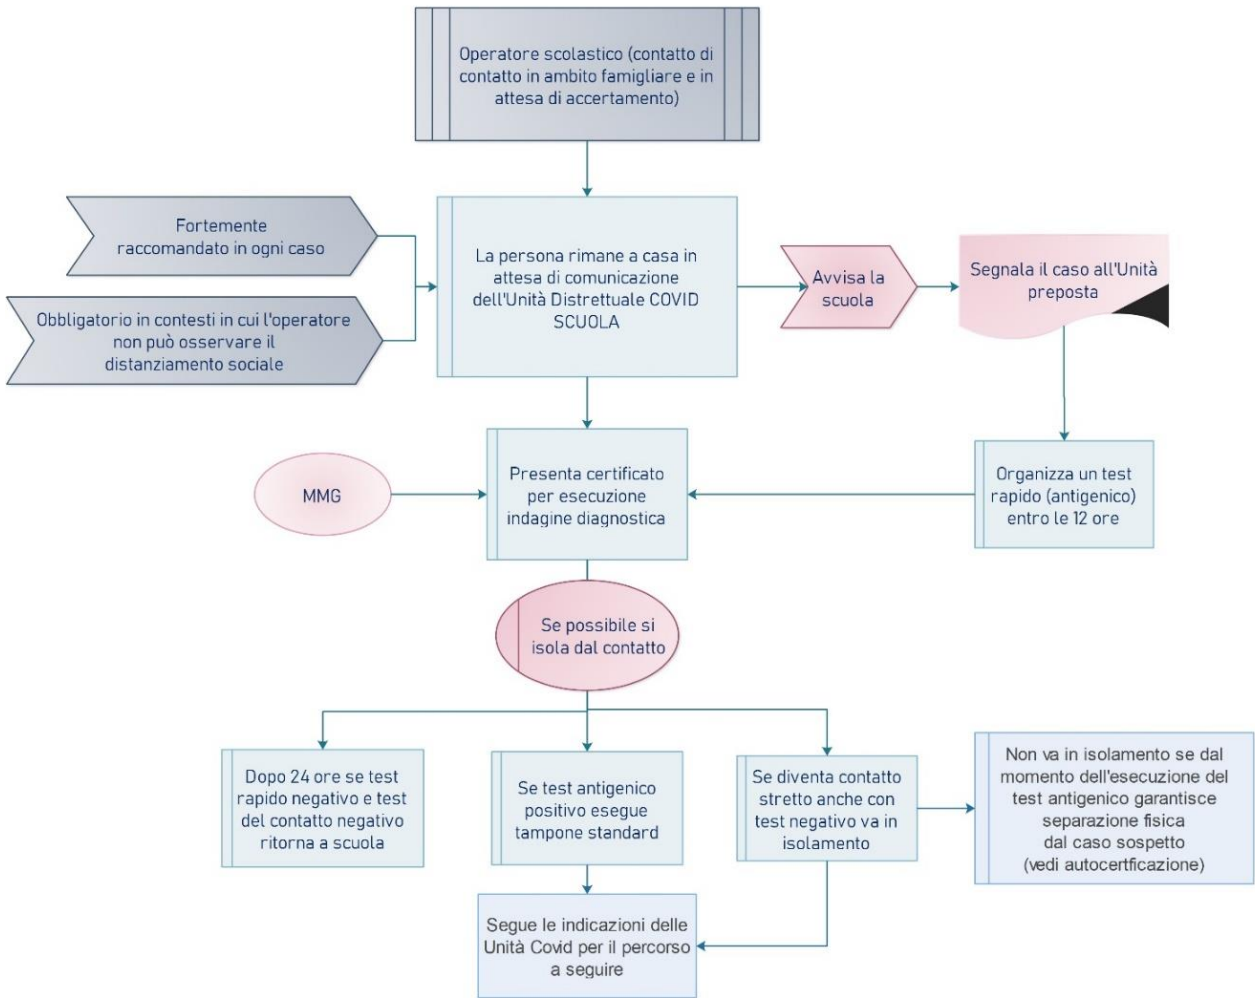 Operatore scolastico (contatto di
contatto in ambito famigliare e in
attesa di accertamento)
Fortemente
raccomandato in ogni caso
Obbligatorio in contesti in cui l'operatore
non può osservare il
distanziamento sociale
La persona rimane a casa in
attesa di comunicazione
dell'Unità Distrettuale COVID
SCUOLA
Avvisa la
scuola
Segnala il caso all'Unità
preposta
MMG
Presenta certificato
per esecuzione
indagine diagnostica
Organizza un test
rapido (antigenico)
entro le 12 ore
Se possibile si
isola dal contatto
Dopo 24 ore se test
rapido negativo e test
del contatto negativo
ritorna a scuola
Se test antigenico
positivo esegue
tampone standard
Se diventa contatto
stretto anche con
test negativo va in
isolamento
Non va in isolamento se dal
momento dell'esecuzione del
test antigenico garantisce
separazione fisica
dal caso sospetto
(vedi autocertficazione)
Segue le indicazioni delle
Unità Covid per il percorso
a seguire